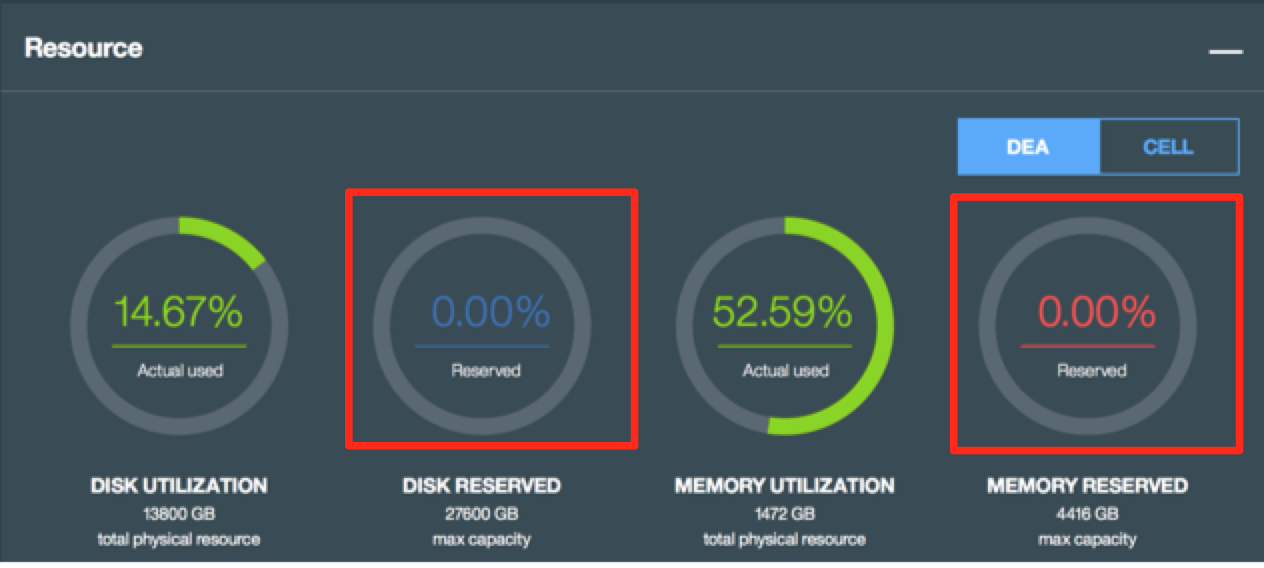 Resource
DEA CELL
14.67% 0.00% 52.59% 0.00%
Actual used Reserved Actual used Reserved
DISK UTILIZATION DISK RESERVED MEMORY UTILIZATION MEMORY RESERVED
13800 GB 27600 GB 1472 GB 4416 GB
total physical resource max capacity total physical resource max capacity